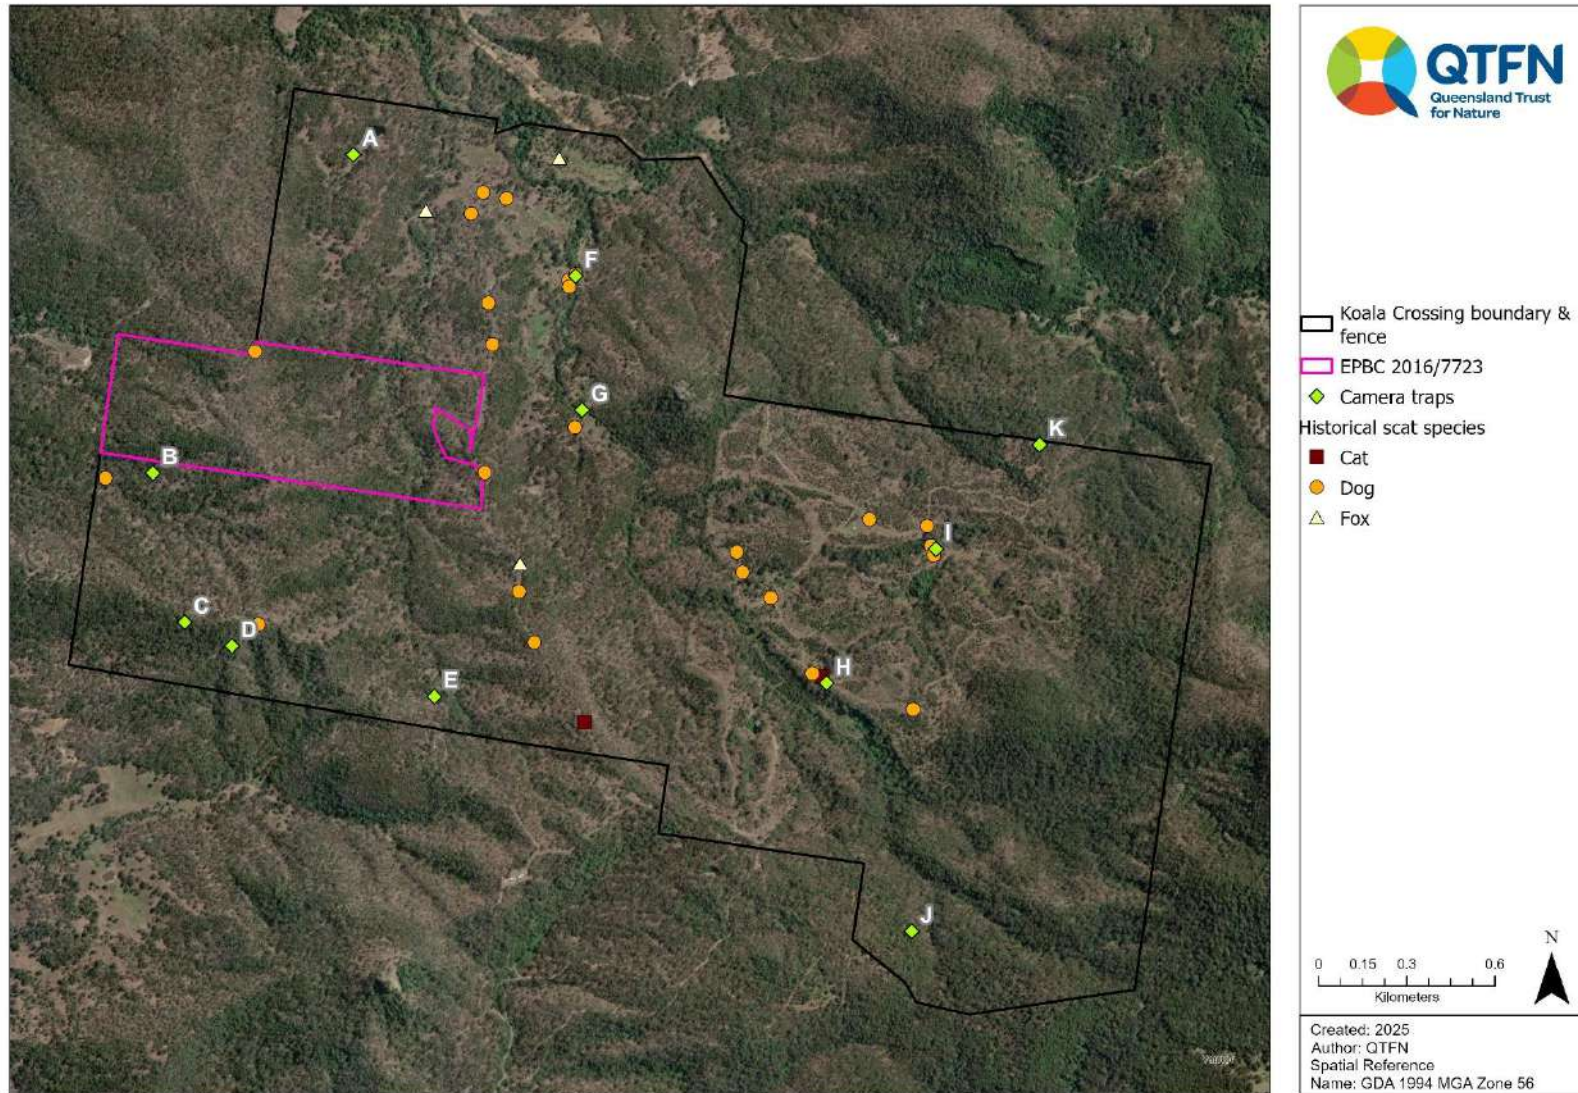 A
F
G
B
K
I
C
D
H
E
J
QTFN
Queensland Trust
for Nature
Koala Crossing boundary &
fence
EPBC 2016/7723
Camera traps
Historical scat species
Cat
Dog
Fox
N
0 0.15 0.3 0.6
Kilometers
Created: 2025
Author: QTFN
Spatial Reference
Name: GDA 1994 MGA Zone 56